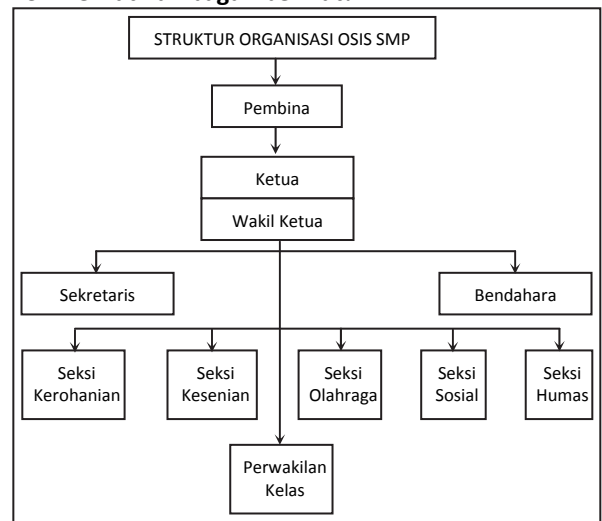 STRUKTUR ORGANISASI OSIS SMP
Pembina
Ketua
Wakil Ketua
Sekretaris
Bendahara
Seksi
Kerohanian
Seksi
Kesenian
Seksi
Olahraga
Seksi
Sosial
Seksi
Humas
Perwakilan
Kelas